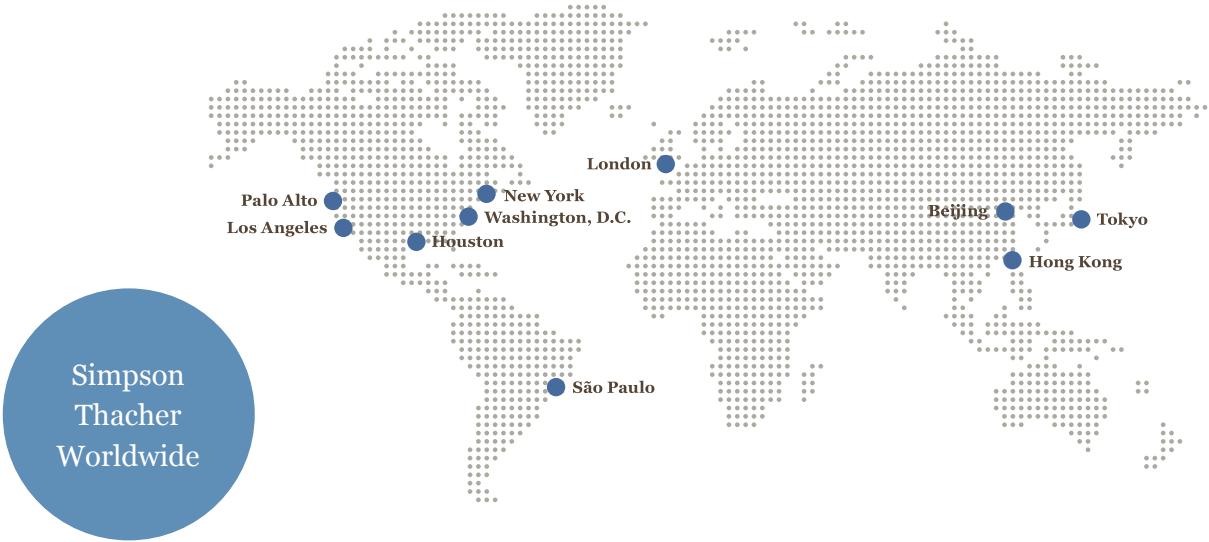 London
Palo Alto
New York
Los Angeles
Washington, D.C.
Houston
Beijing
Tokyo
Hong Kong
São Paulo
Simpson
Thacher
Worldwide